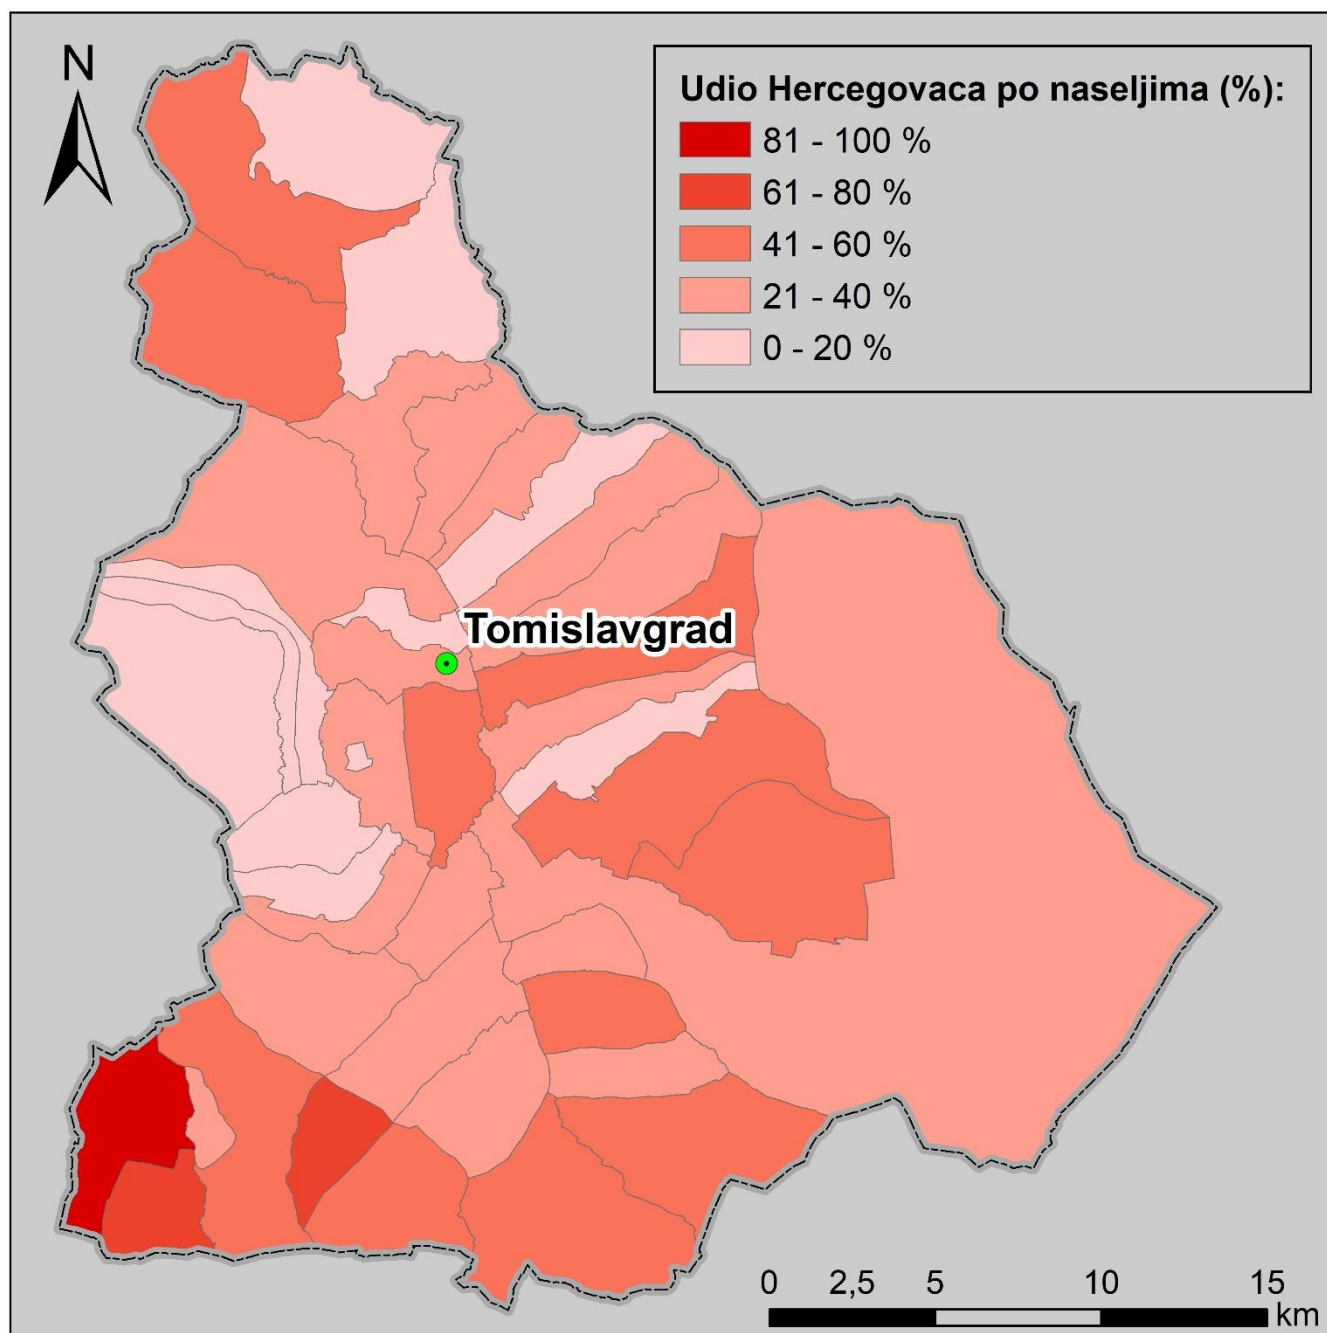 N
Udio Hercegovaca po naseljima (%):
81 - 100 %
61 - 80 %
41 - 60 %
21 - 40 %
0 - 20 %
Tomislavgrad
0 2,5 5 10 15
km